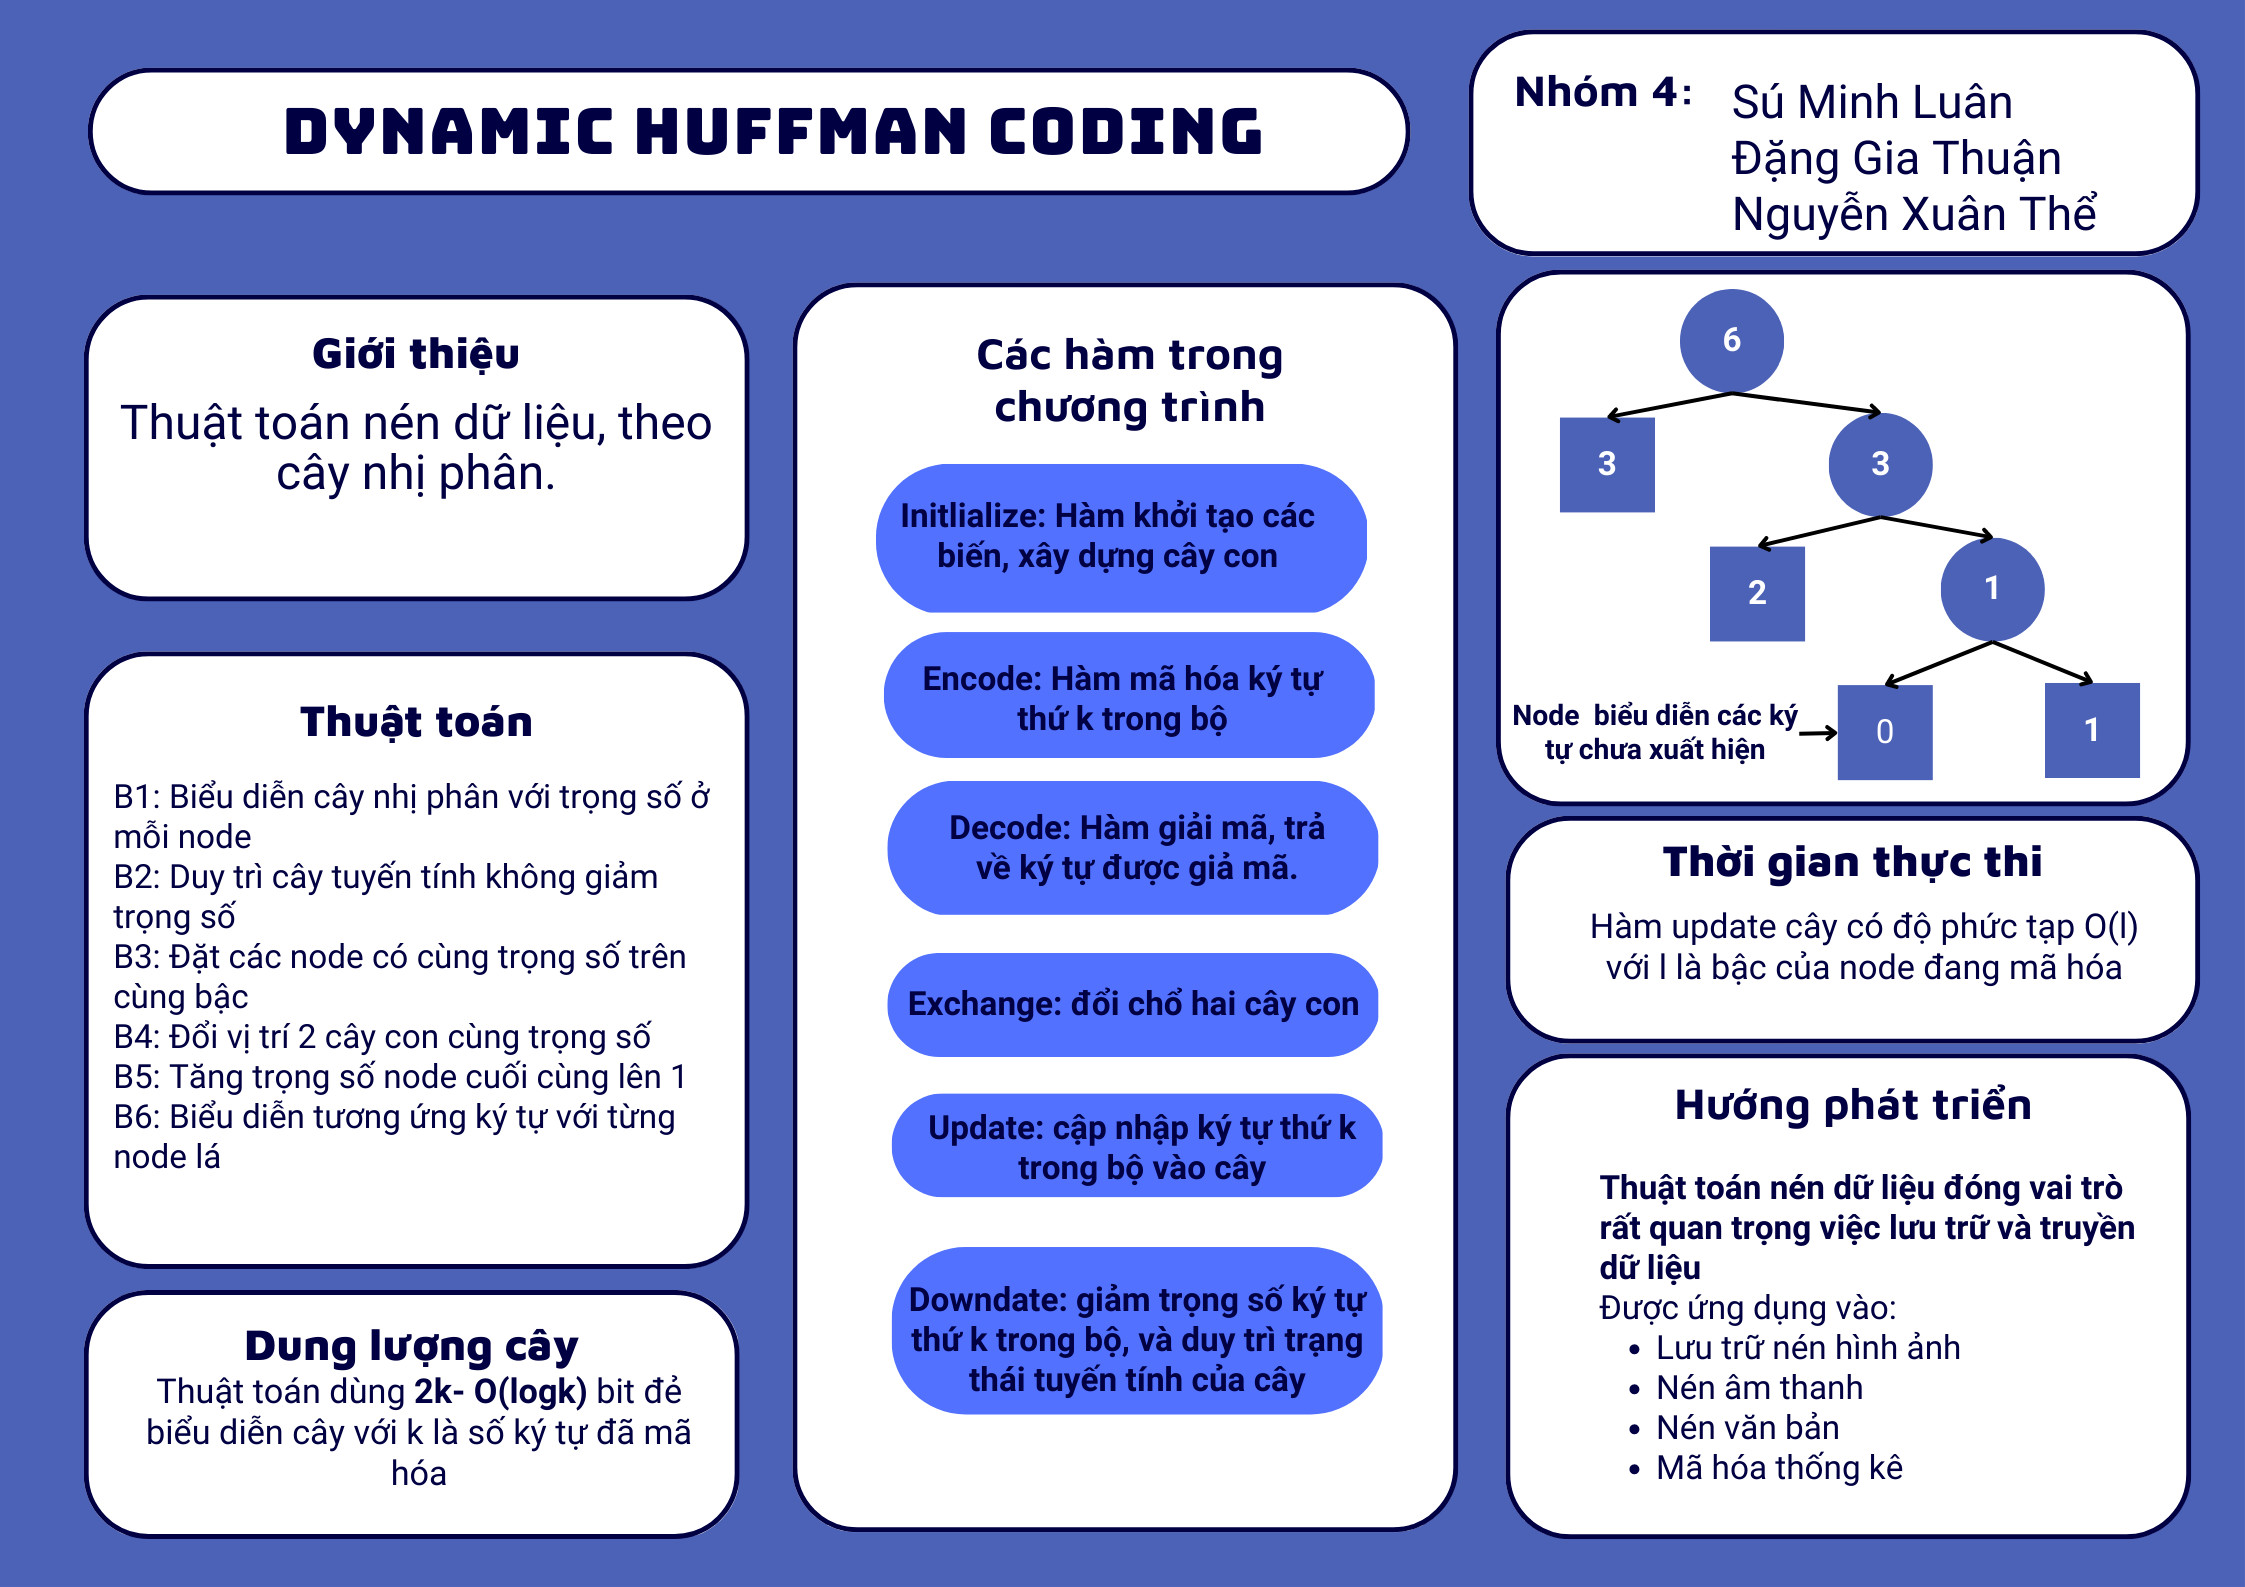 DYNAMIC HUFFMAN CODING
Nhóm 4:
Sú Minh Luân
Đặng Gia Thuận
Nguyễn Xuân Thể
Giới thiệu
Thuật toán nén dữ liệu, theo
cây nhị phân.
Thuật toán
B1: Biểu diễn cây nhị phân với trọng số ở
mỗi node
B2: Duy trì cây tuyến tính không giảm
trọng số
B3: Đặt các node có cùng trọng số trên
cùng bậc
B4: Đổi vị trí 2 cây con cùng trọng số
B5: Tăng trọng số node cuối cùng lên 1
B6: Biểu diễn tương ứng ký tự với từng
node lá
Dung lượng cây
Thuật toán dùng 2k- O(logk) bit đẻ
biểu diễn cây với k là số ký tự đã mã
hóa
Các hàm trong
chương trình
Initlialize: Hàm khởi tạo các
biến, xây dựng cây con
Encode: Hàm mã hóa ký tự
thứ k trong bộ
Decode: Hàm giải mã, trả
về ký tự được giả mã.
Exchange: đổi chổ hai cây con
Update: cập nhập ký tự thứ k
trong bộ vào cây
Downdate: giảm trọng số ký tự
thứ k trong bộ, và duy trì trạng
thái tuyến tính của cây
6
3
3
2
1
Node biểu diễn các ký
tự chưa xuất hiện
0
1
Thời gian thực thi
Hàm update cây có độ phức tạp O(l)
với l là bậc của node đang mã hóa
Hướng phát triển
Thuật toán nén dữ liệu đóng vai trò
rất quan trọng việc lưu trữ và truyền
dữ liệu
Được ứng dụng vào:
• Lưu trữ nén hình ảnh
• Nén âm thanh
• Nén văn bản
• Mã hóa thống kê